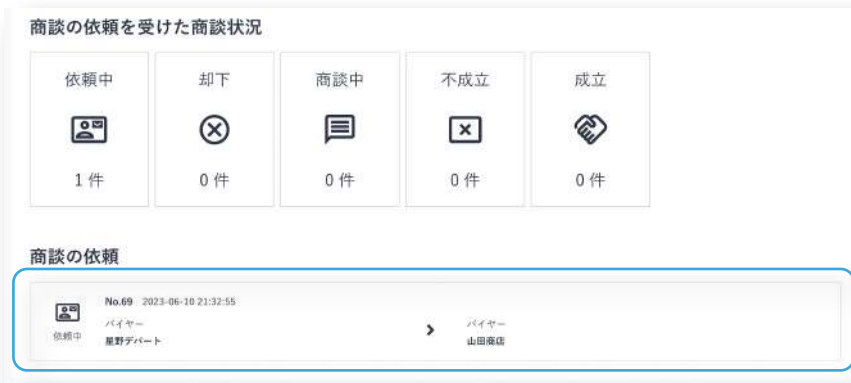 商談の依頼を受けた商談状況
依頼中 却下 商談中 不成立 成立
1 件 0 件 0 件 0 件 0 件
商談の依頼
No.69 2023-06-10 21:32:55
バイヤー バイヤー
依頼中 星野デパート 山田商店